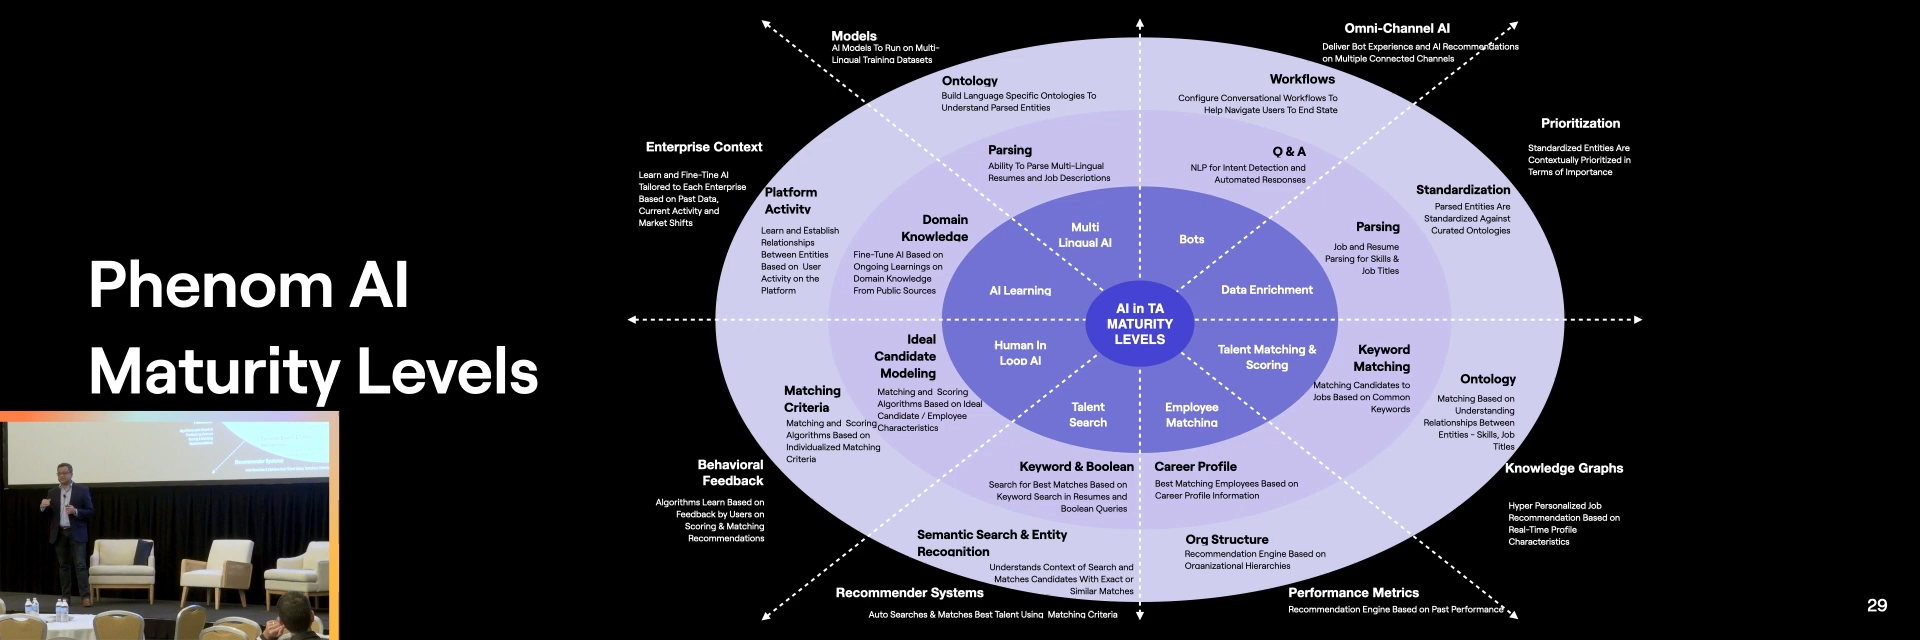 Phenom AI
Maturity Levels
Models
AI Models To Run on Multi-
Lingual Training Datasets
Omni-Channel AI
Deliver Bot Experience and AI Recommendations
on Multiple Connected Channels
Ontology
Build Language Specific Ontologies To
Understand Parsed Entities
Workflows
Configure Conversational Workflows To
Help Navigate Users To End State
Enterprise Context
Learn and Fine-Tine AI
Tailored to Each Enterprise
Based on Past Data,
Current Activity and
Market Shifts
Prioritization
Standardized Entities Are
Contextually Prioritized in
Terms of Importance
Parsing
Ability To Parse Multi-Lingual
Resumes and Job Descriptions
Q & A
NLP for Intent Detection and
Automated Responses
Platform
Activity
Learn and Establish
Relationships
Between Entities
Based on User
Activity on the
Platform
Standardization
Parsed Entities Are
Standardized Against
Curated Ontologies
Domain
Knowledge
Fine-Tune AI Based on
Ongoing Learnings on
Domain Knowledge
From Public Sources
Parsing
Job and Resume
Parsing for Skills &
Job Titles
Multi
Lingual AI
Bots
AI Learning
Data Enrichment
AI in TA
MATURITY
LEVELS
Human In
Loop AI
Talent Matching &
Scoring
Talent
Search
Employee
Matching
Ideal
Candidate
Modeling
Matching and Scoring
Algorithms Based on Ideal
Candidate / Employee
Characteristics
Keyword
Matching
Matching Candidates to
Jobs Based on Common
Keywords
Matching
Criteria
Matching and Scoring
Algorithms Based on
Individualized Matching
Criteria
Ontology
Matching Based on
Understanding
Relationships Between
Entities - Skills, Job
Titles
Behavioral
Feedback
Algorithms Learn Based on
Feedback by Users on
Scoring & Matching
Recommendations
Keyword & Boolean
Search for Best Matches Based on
Keyword Search in Resumes and
Boolean Queries
Career Profile
Best Matching Employees Based on
Career Profile Information
Knowledge Graphs
Hyper Personalized Job
Recommendation Based on
Real-Time Profile
Characteristics
Semantic Search & Entity
Recognition
Understands Context of Search and
Matches Candidates With Exact or
Similar Matches
Org Structure
Recommendation Engine Based on
Organizational Hierarchies
Recommender Systems
Auto Searches & Matches Best Talent Using Matching Criteria
Performance Metrics
Recommendation Engine Based on Past Performance
29